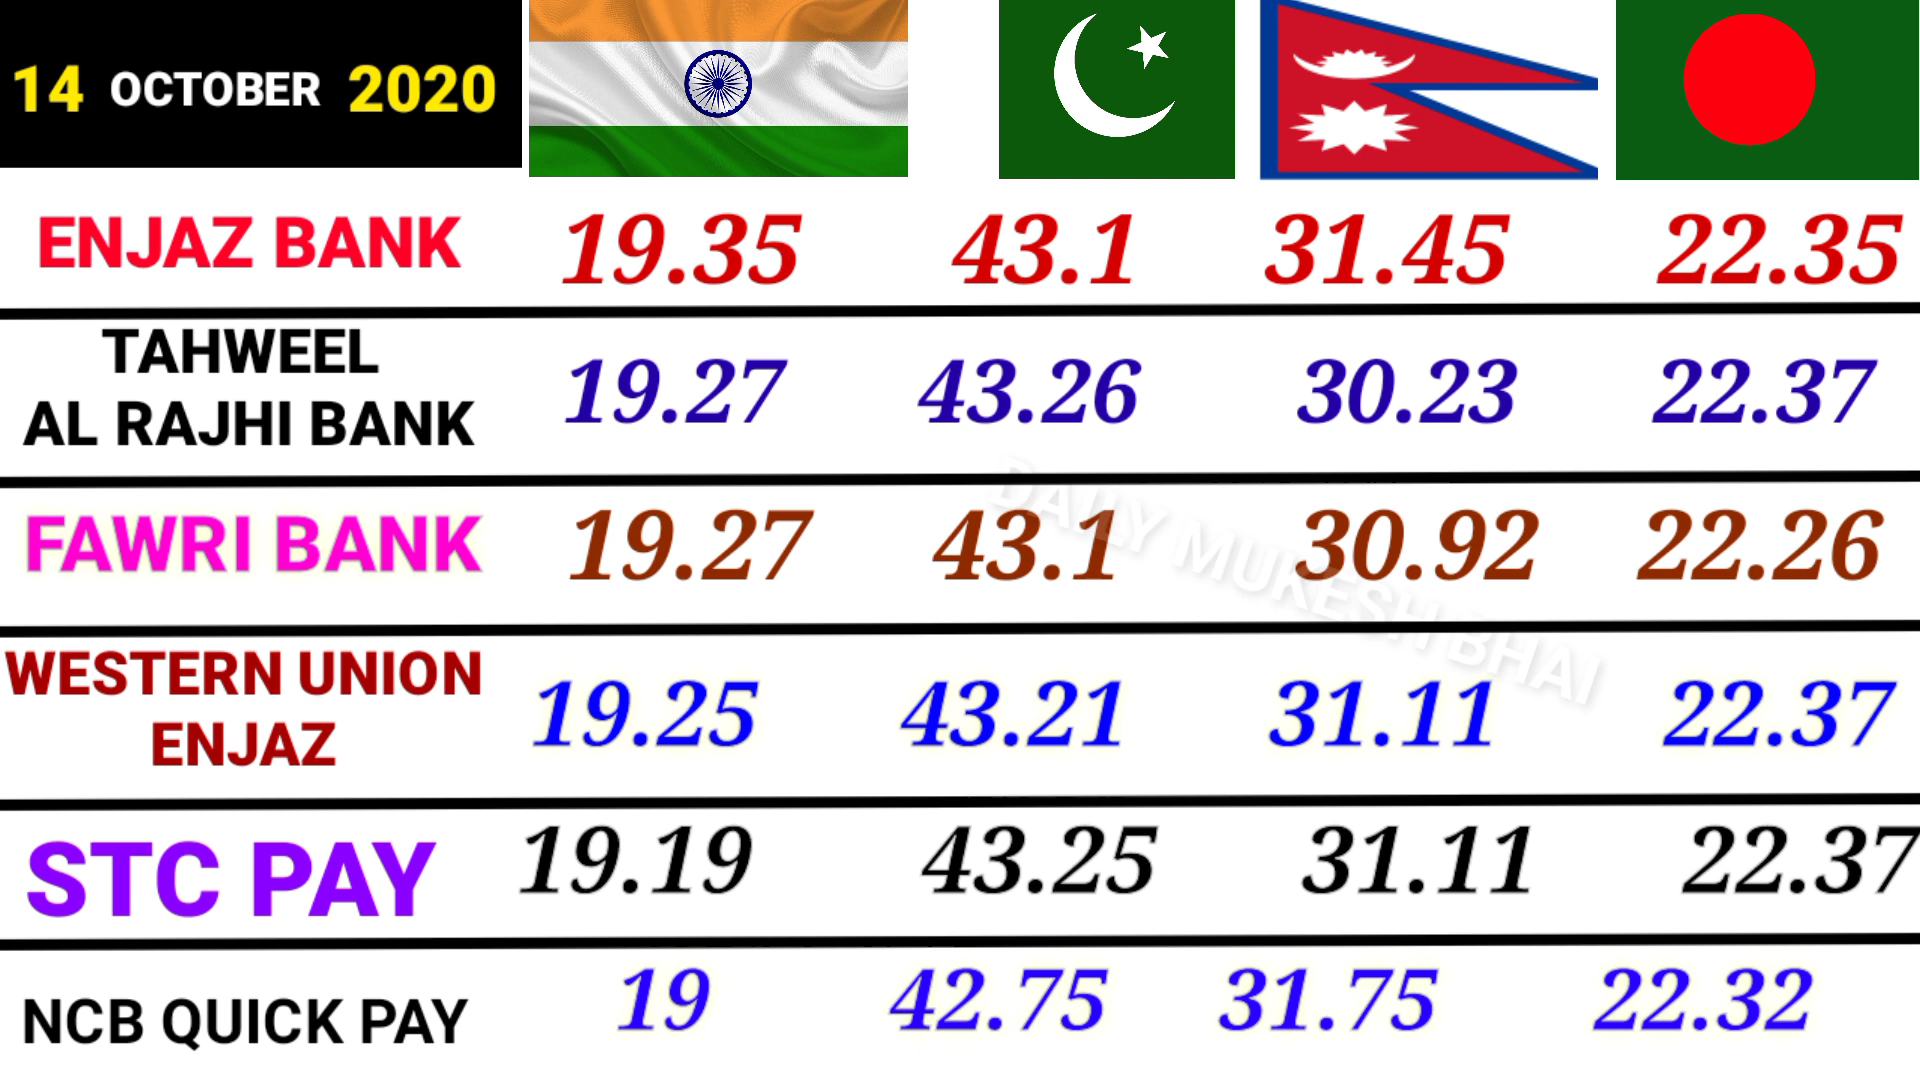 14 OCTOBER 2020
ENJAZ BANK 19.35 43.1 31.45 22.35
TAHWEEL
AL RAJHI BANK 19.27 43.26 30.23 22.37
FAWRI BANK 19.27 43.1 30.92 22.26
WESTERN UNION
ENJAZ 19.25 43.21 31.11 22.37
STC PAY 19.19 43.25 31.11 22.37
NCB QUICK PAY 19 42.75 31.75 22.32
DAILY MUKESH BHAI